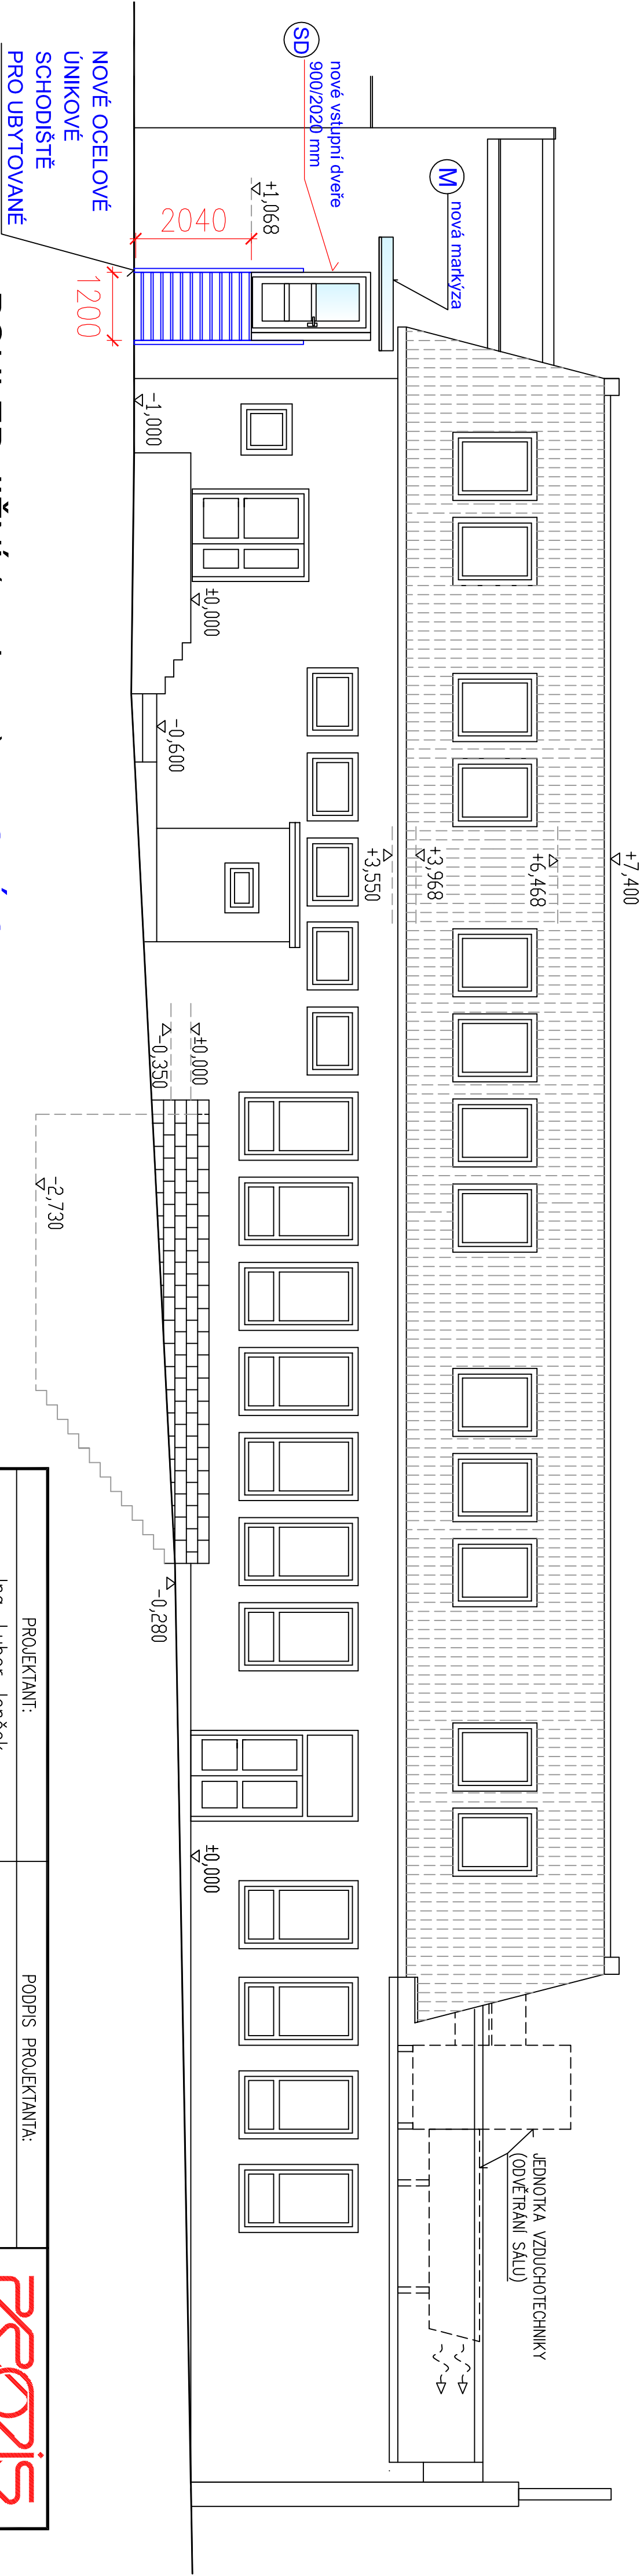 +7,400
+6,468
+3,968
+3,550
JEDNOTKA VZDUCHOTECHNIKY
(ODVĚTRÁNÍ SÁLU)
M
nová markýza
SD
nové vstupní dveře
900/2020 mm
+1,068
2040
1200
-1,000
±0,000
-0,600
±0,000
-0,350
-2,730
-0,280
±0,000
NOVÉ OCELOVÉ
ÚNIKOVÉ
SCHODIŠTĚ
PRO UBYTOVANÉ
PROJEKTANT:
PODPIS PROJEKTANTA: